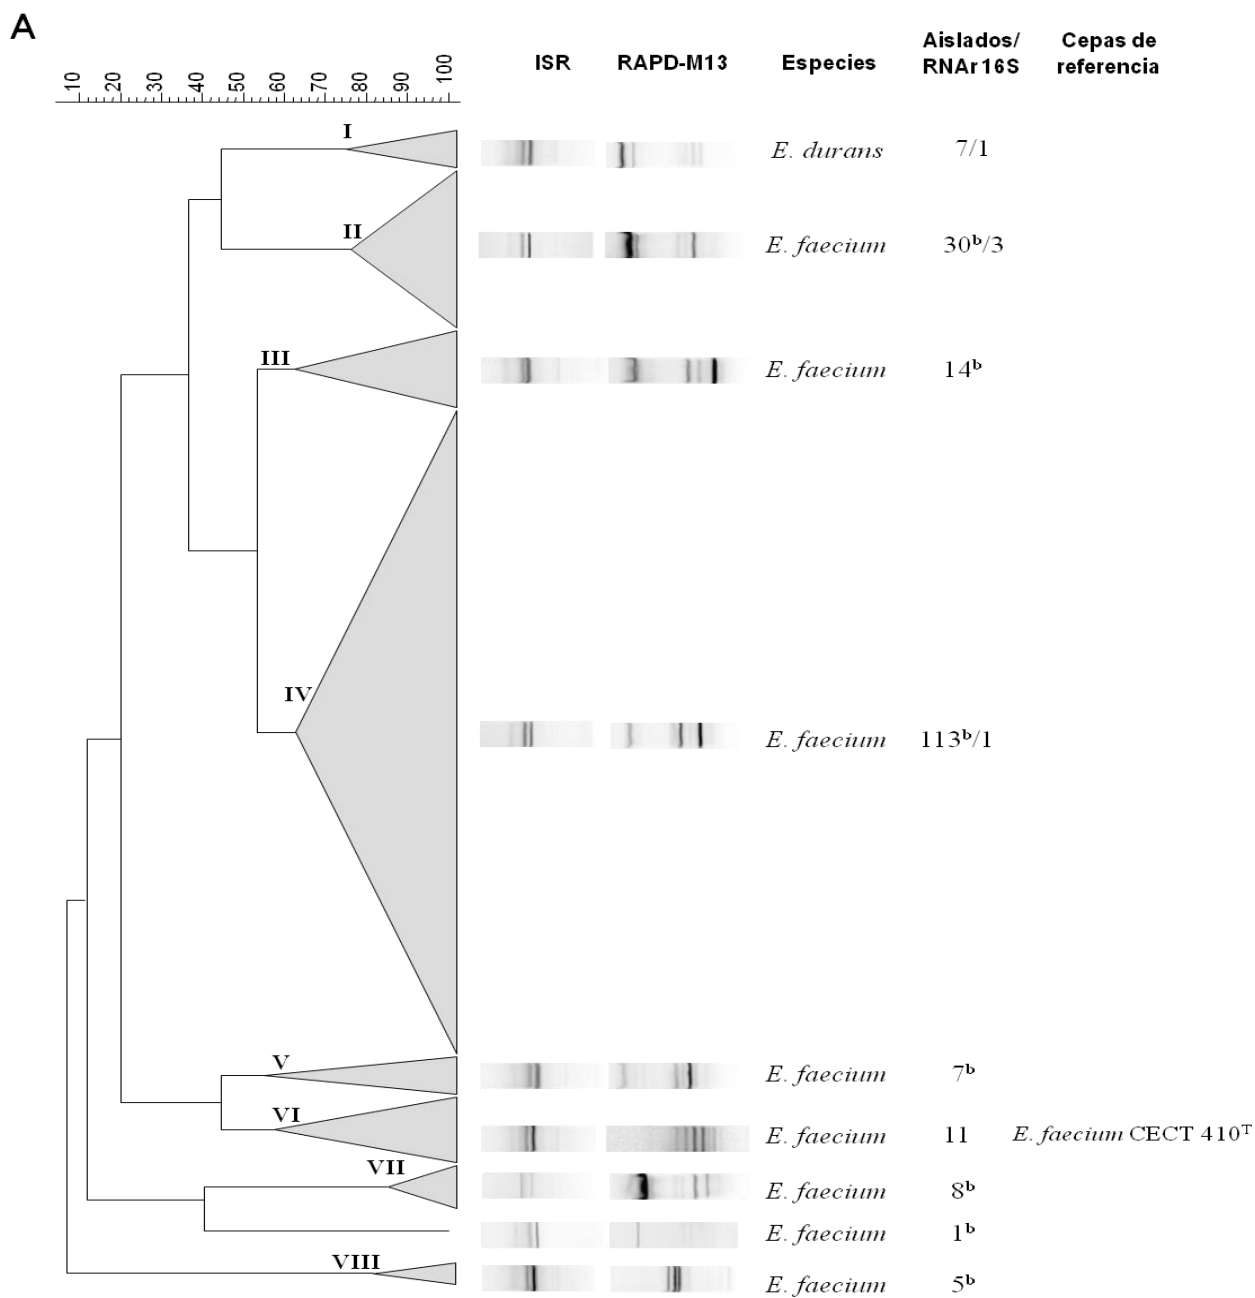 A
10 20 30 40 50 60 70 80 90 100
ISR RAPD-M13 Especies Aislados/ RNAr 16S Cepas de referencia
I E. durans 7/1
II E. faecium 30ᵇ/3
III E. faecium 14ᵇ
IV E. faecium 113ᵇ/1
V E. faecium 7ᵇ
VI E. faecium 11 E. faecium CECT 410ᵀ
VII E. faecium 8ᵇ
E. faecium 1ᵇ
VIII E. faecium 5ᵇ